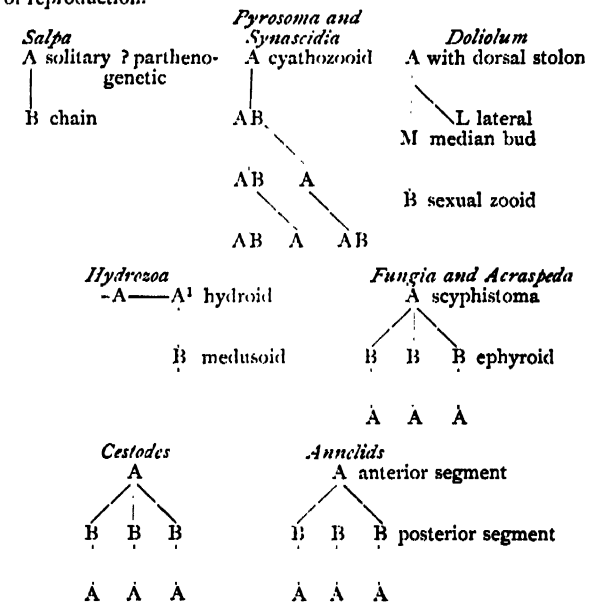 of reproduction.
Pyrosoma and
Salpa Synascidia Doliolum
A solitary ? partheno- A cyathozooid A with dorsal stolon
genetic
B chain AB L lateral
M median bud
AB A
B sexual zooid
AB A AB
Hydrozoa Fungia and Acraspeda
A A¹ hydroid A scyphistoma
B medusoid B B B ephyroid
A A A
Cestodes Annelids
A A anterior segment
B B B B B B posterior segment
A A A A A A